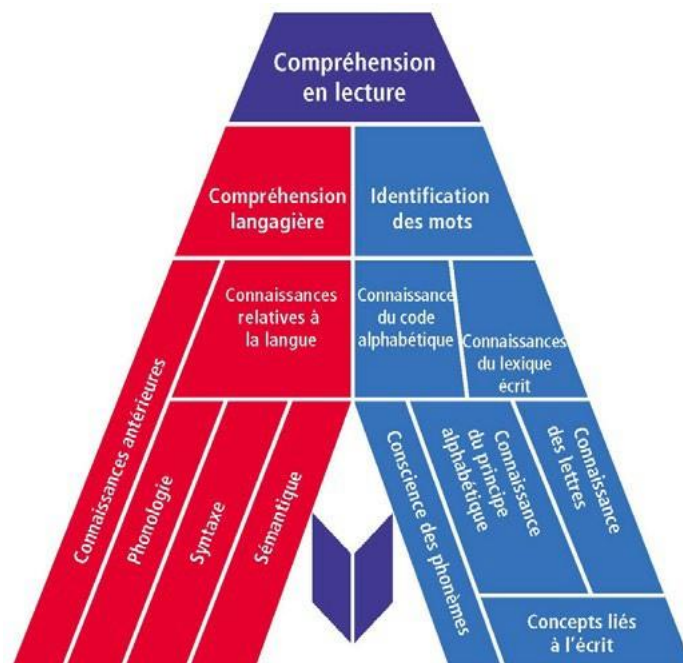 Compréhension
en lecture
Compréhension
langagière
Identification
des mots
Connaissances antérieures
Connaissances
relatives à
la langue
Connaissance
du code
alphabétique
Connaissances
du lexique
écrit
Phonologie
Syntaxe
Sémantique
Conscience des phonèmes
Connaissance
du principe
alphabétique
Connaissance
des lettres
Concepts liés
à l'écrit